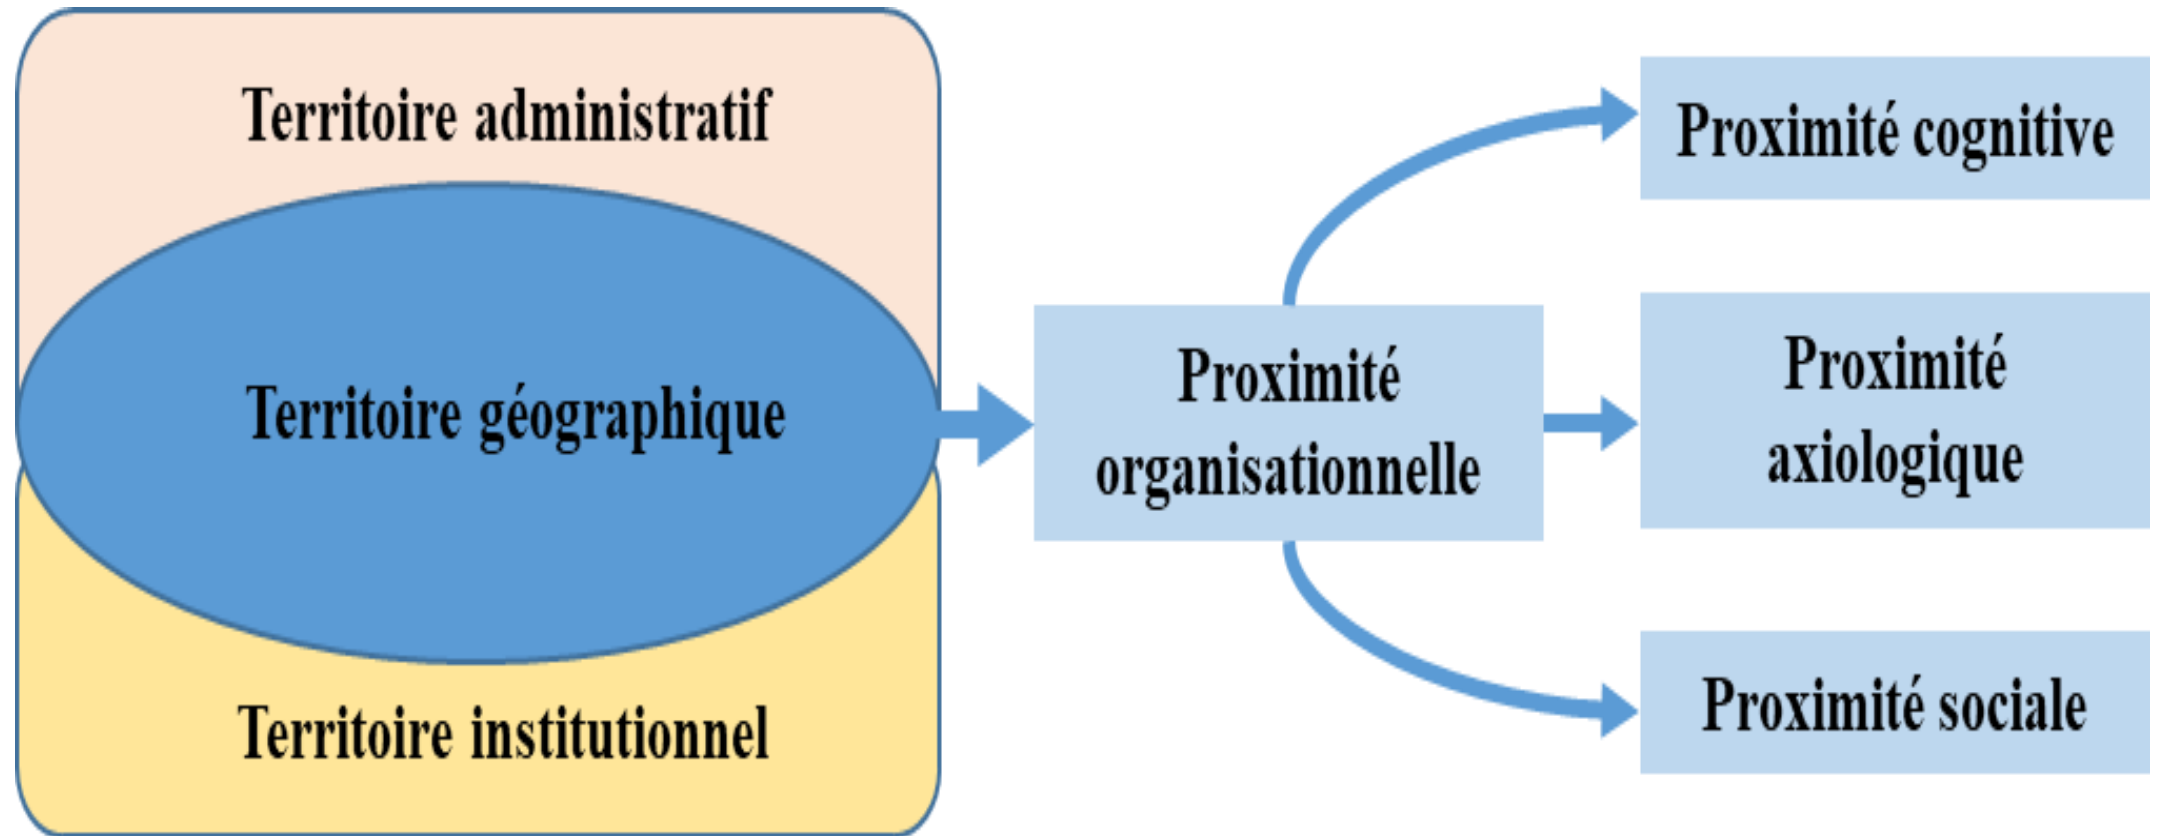 Territoire administratif
Territoire géographique
Territoire institutionnel
Proximité
organisationnelle
Proximité cognitive
Proximité
axiologique
Proximité sociale